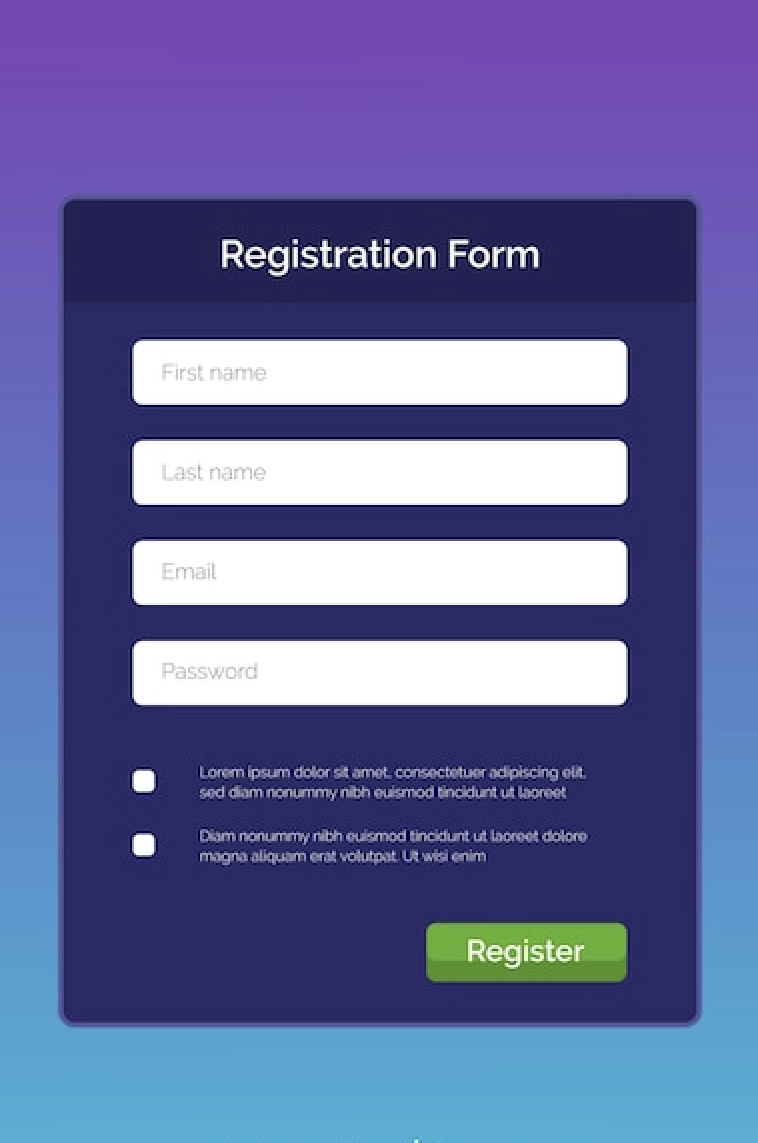 Registration Form
First name
Last name
Email
Password
Lorem ipsum dolor sit amet, consectetuer adipiscing elit,
sed diam nonummy nibh euismod tincidunt ut laoreet
Diam nonummy nibh euismod tincidunt ut laoreet dolore
magna aliquam erat volutpat. Ut wisi enim
Register